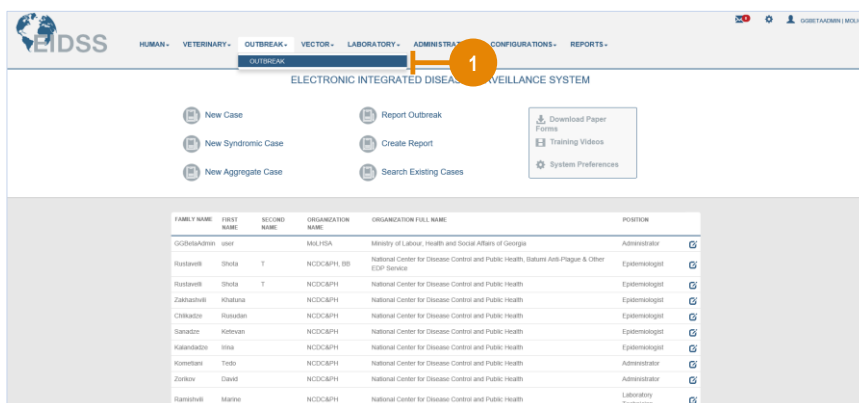 GGBETAADMIN | MOLH
EIDSS
HUMAN VETERINARY OUTBREAK VECTOR LABORATORY CONFIGURATIONS REPORTS
OUTBREAK
1
ELECTRONIC INTEGRATED SURVEILLANCE SYSTEM
New Case
Report Outbreak
Download Paper
Forms
New Syndromic Case
Create Report
Training Videos
New Aggregate Case
Search Existing Cases
System Preferences
FAMILY NAME FIRST NAME SECOND NAME ORGANIZATION NAME ORGANIZATION FULL NAME POSITION
GGBetaAdmin user MoLHSA Ministry of Labour, Health and Social Affairs of Georgia Administrator
Rustavelli Shota T NCDC&PH, BB National Center for Disease Control and Public Health, Batumi Anti-Plague & Other EDP Service Epidemiologist
Rustavelli Shota T NCDC&PH National Center for Disease Control and Public Health Epidemiologist
Zakhashvili Khatuna NCDC&PH National Center for Disease Control and Public Health Epidemiologist
Chlikadze Rusudan NCDC&PH National Center for Disease Control and Public Health Epidemiologist
Sanadze Ketevan NCDC&PH National Center for Disease Control and Public Health Epidemiologist
Kalandadze Irina NCDC&PH National Center for Disease Control and Public Health Epidemiologist
Kometiani Tedo NCDC&PH National Center for Disease Control and Public Health Administrator
Zorikov David NCDC&PH National Center for Disease Control and Public Health Administrator
Ramishvili Marine NCDC&PH National Center for Disease Control and Public Health Laboratory